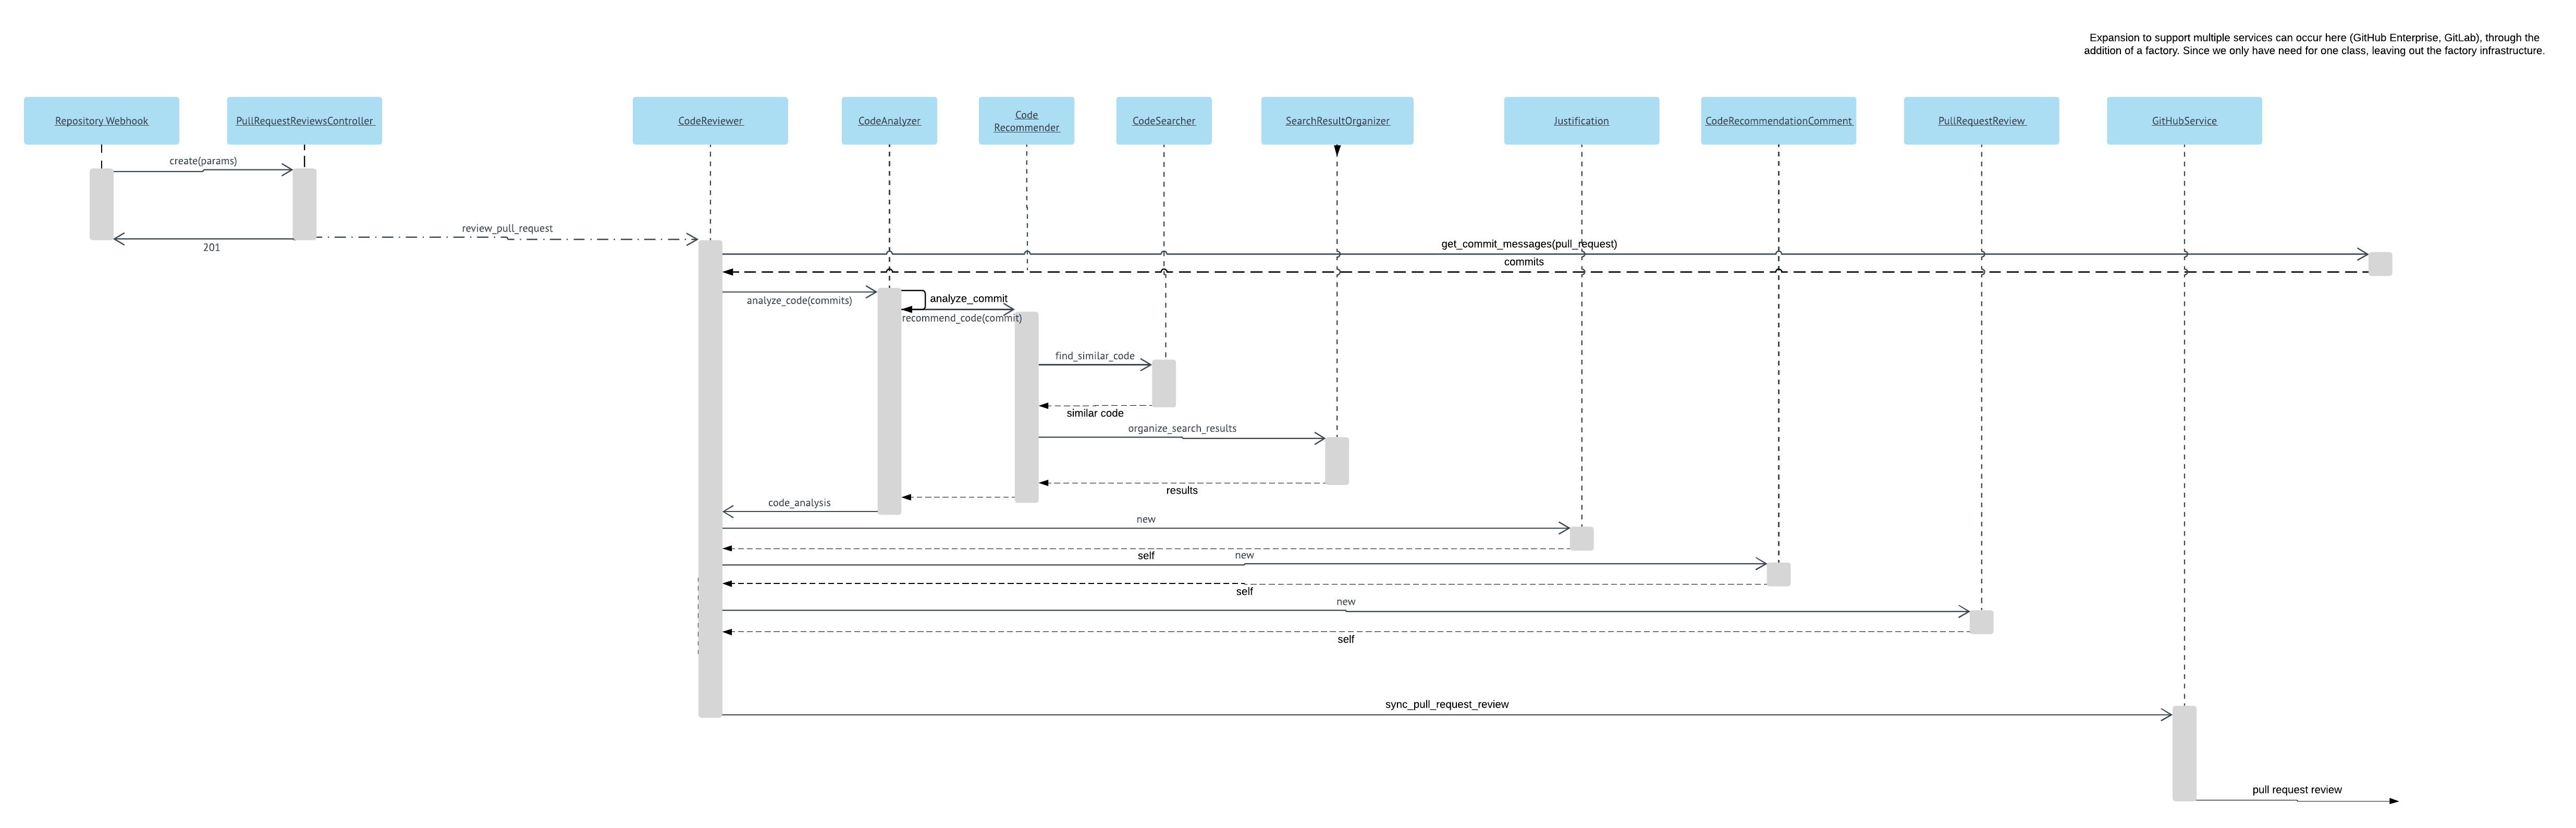 Expansion to support multiple services can occur here (GitHub Enterprise, GitLab), through the
addition of a factory. Since we only have need for one class, leaving out the factory infrastructure.
Repository Webhook
PullRequestReviewsController
CodeReviewer
CodeAnalyzer
Code
Recommender
CodeSearcher
SearchResultOrganizer
Justification
CodeRecommendationComment
PullRequestReview
GitHubService
create(params)
review_pull_request
201
get_commit_messages(pull_request)
commits
analyze_code(commits)
analyze_commit
recommend_code(commit)
find_similar_code
similar code
organize_search_results
results
code_analysis
new
self
new
self
new
self
sync_pull_request_review
pull request review